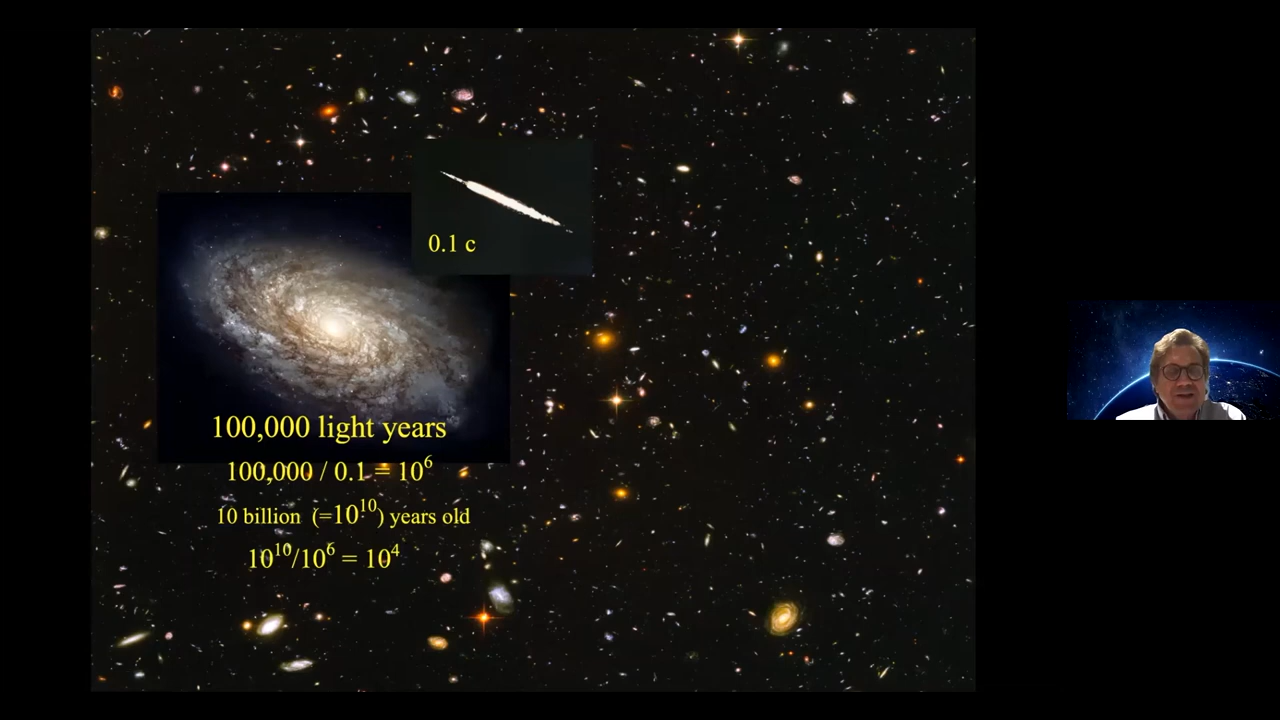 0.1 c
100,000 light years
100,000 / 0.1 = 10⁶
10 billion (=10¹⁰) years old
10¹⁰/10⁶ = 10⁴